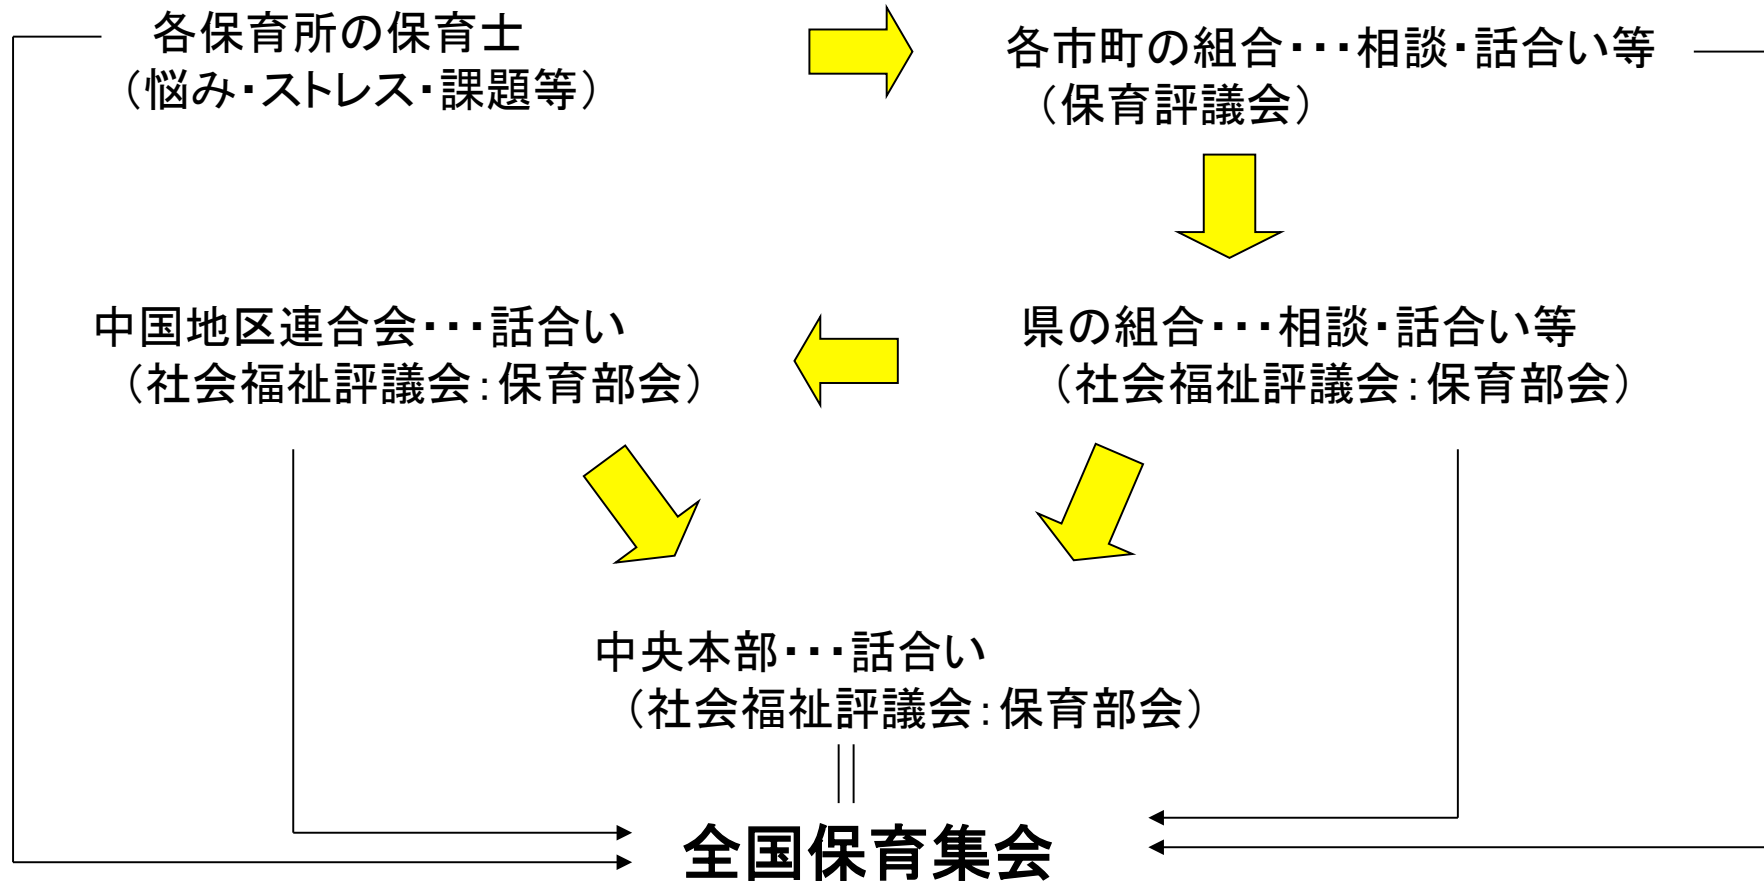 各保育所の保育士
（悩み・ストレス・課題等）
各市町の組合・・・相談・話合い等
（保育評議会）
中国地区連合会・・・話合い
（社会福祉評議会：保育部会）
県の組合・・・相談・話合い等
（社会福祉評議会：保育部会）
中央本部・・・話合い
（社会福祉評議会：保育部会）
全国保育集会